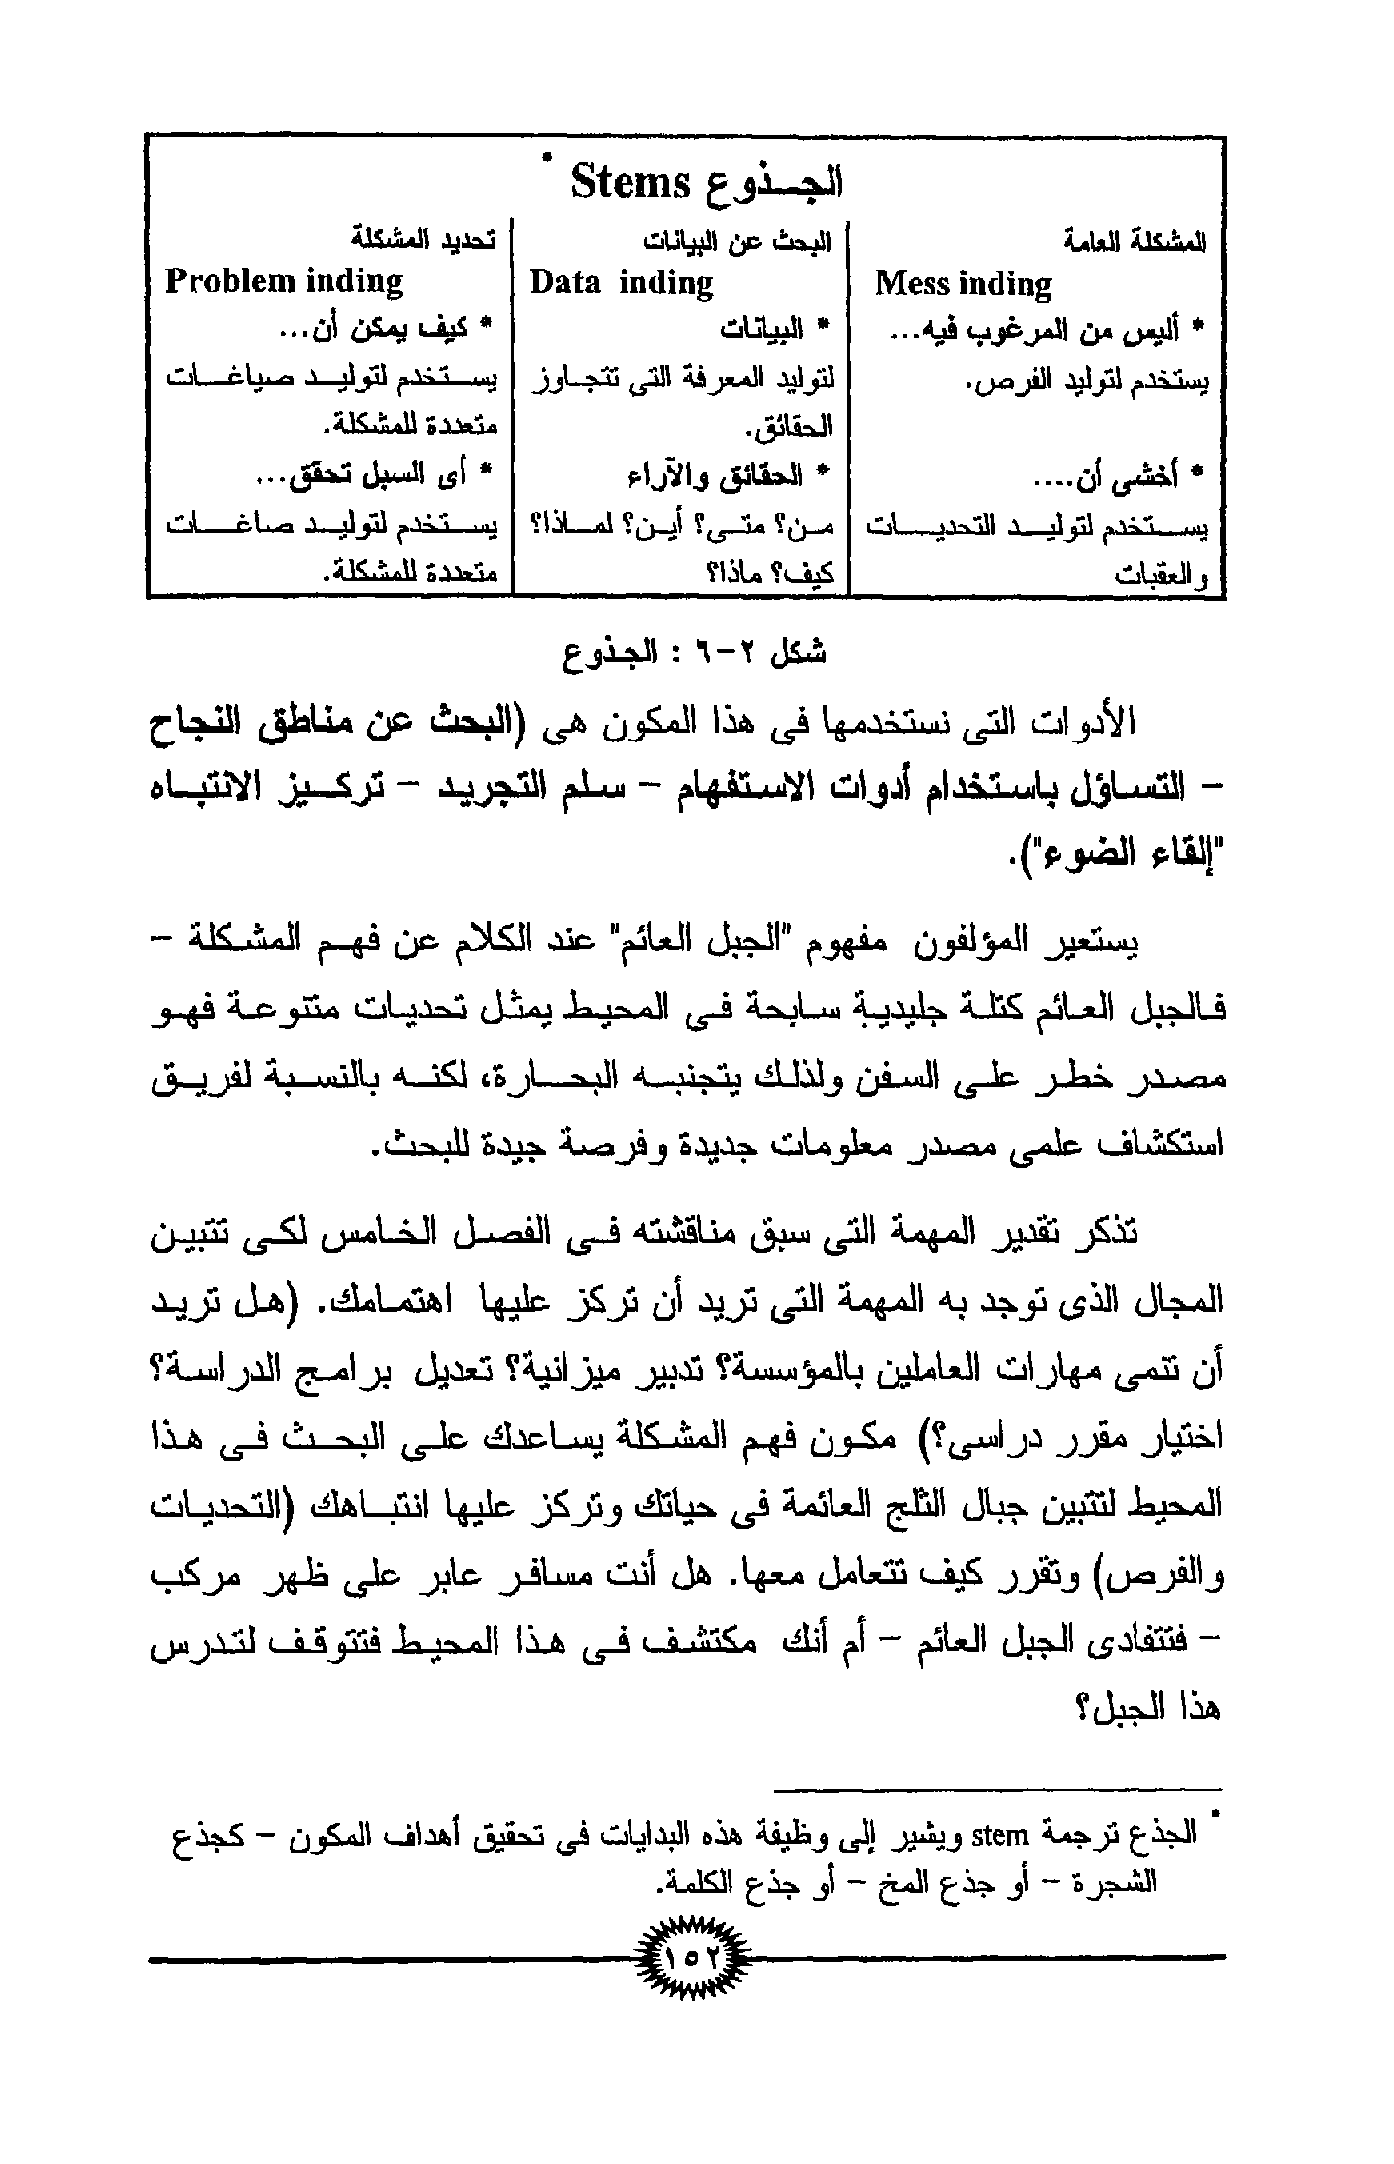 الجذوع Stems *
المشكلة العامة
Mess inding
* أليس من المرغوب فيه...
يستخدم لتوليد الفرص.
* أخشى أن....
يستخدم لتوليد التحديات
والعقبات
البحث عن البيانات
Data inding
* البيانات
لتوليد المعرفة التى تتجاوز
الحقائق.
* الحقائق والآراء
من؟ متى؟ أين؟ لماذا؟
كيف؟ ماذا؟
تحديد المشكلة
Problem inding
* كيف يمكن أن...
يستخدم لتوليد صياغات
متعددة للمشكلة.
* أى السبل تحقق...
يستخدم لتوليد صاغات
متعددة للمشكلة.
شكل ٢-٦ : الجذوع
الأدوات التى نستخدمها فى هذا المكون هى (البحث عن مناطق النجاح
- التساؤل باستخدام أدوات الاستفهام - سلم التجريد - تركيز الانتباه
"إلقاء الضوء").
يستعير المؤلفون مفهوم "الجبل العائم" عند الكلام عن فهم المشكلة -
فالجبل العائم كتلة جليدية سابحة فى المحيط يمثل تحديات متنوعة فهو
مصدر خطر على السفن ولذلك يتجنبه البحارة، لكنه بالنسبة لفريق
استكشاف علمى مصدر معلومات جديدة وفرصة جيدة للبحث.
تذكر تقدير المهمة التى سبق مناقشته فى الفصل الخامس لكى تتبين
المجال الذى توجد به المهمة التى تريد أن تركز عليها اهتمامك. (هل تريد
أن تنمى مهارات العاملين بالمؤسسة؟ تدبير ميزانية؟ تعديل برامج الدراسة؟
اختيار مقرر دراسى؟) مكون فهم المشكلة يساعدك على البحث فى هذا
المحيط لتتبين جبال الثلج العائمة فى حياتك وتركز عليها انتباهك (التحديات
والفرص) وتقرر كيف تتعامل معها. هل أنت مسافر عابر على ظهر مركب
- فتتفادى الجبل العائم - أم أنك مكتشف فى هذا المحيط فتتوقف لتدرس
هذا الجبل؟
* الجذع ترجمة stem ويشير إلى وظيفة هذه البدايات فى تحقيق أهداف المكون - كجذع
الشجرة - أو جذع المخ - أو جذع الكلمة.
١٥٢